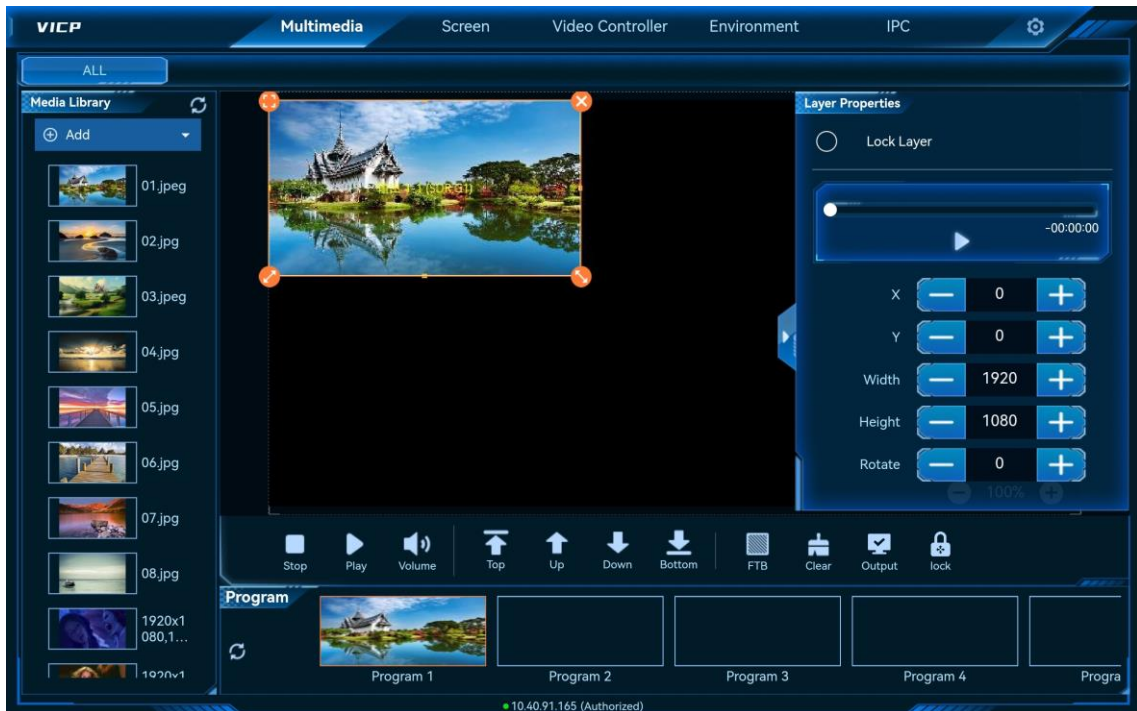 VICP
Multimedia
Screen
Video Controller
Environment
IPC
ALL
Media Library
Add
01.jpeg
02.jpg
03.jpeg
04.jpg
05.jpg
06.jpg
07.jpg
08.jpg
1920x1
080,1...
1920x1
Layer Properties
Lock Layer
-00:00:00
X
0
Y
0
Width
1920
Height
1080
Rotate
0
100%
Stop
Play
Volume
Top
Up
Down
Bottom
FTB
Clear
Output
lock
Program
Program 1
Program 2
Program 3
Program 4
Progra
10.40.91.165 (Authorized)